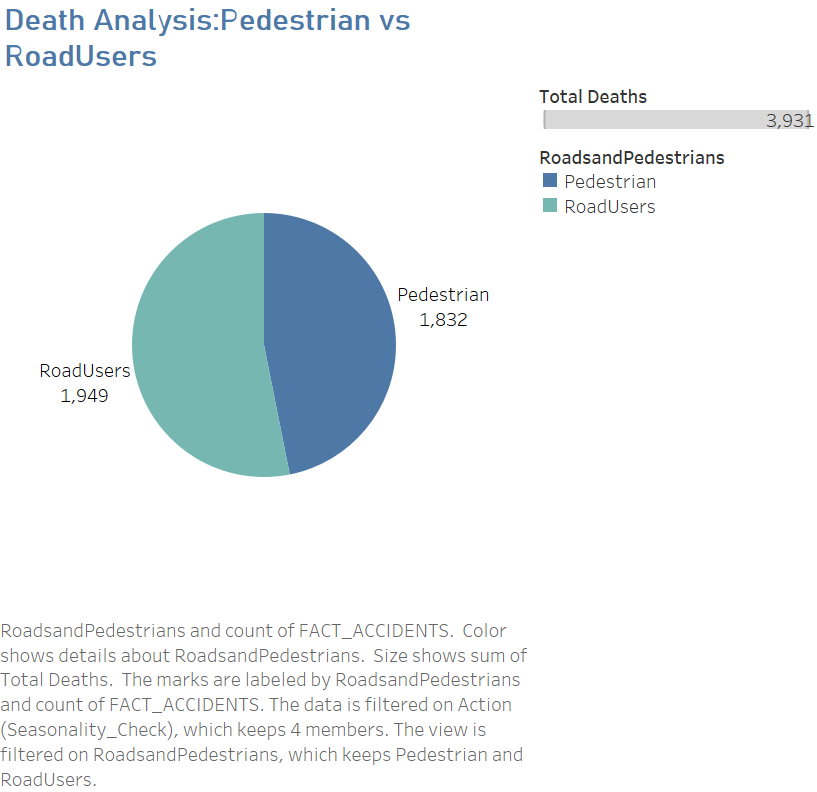 Death Analysis:Pedestrian vs
RoadUsers
Total Deaths
3,931
RoadsandPedestrians
Pedestrian
RoadUsers
Pedestrian
1,832
RoadUsers
1,949
RoadsandPedestrians and count of FACT_ACCIDENTS.  Color
shows details about RoadsandPedestrians.  Size shows sum of
Total Deaths.  The marks are labeled by RoadsandPedestrians
and count of FACT_ACCIDENTS. The data is filtered on Action
(Seasonality_Check), which keeps 4 members. The view is
filtered on RoadsandPedestrians, which keeps Pedestrian and
RoadUsers.